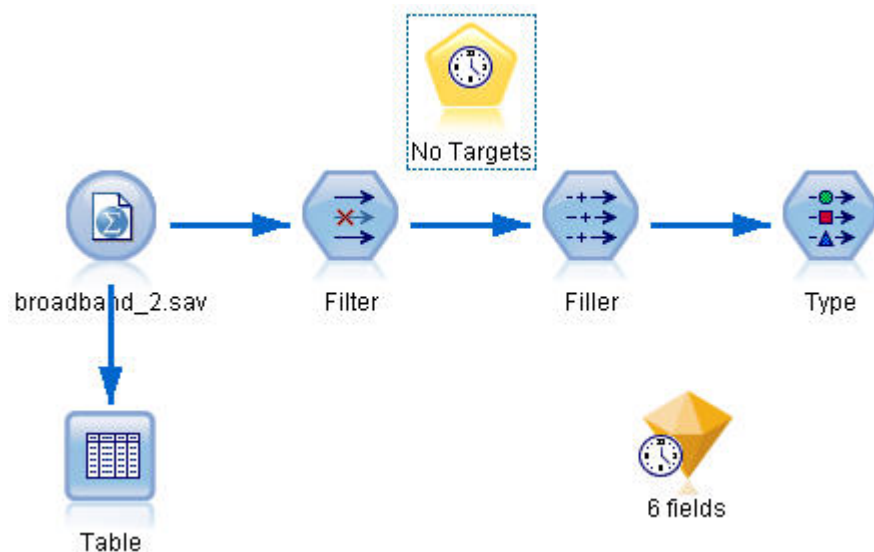 No Targets
broadband_2.sav
Filter
Filler
Type
Table
6 fields